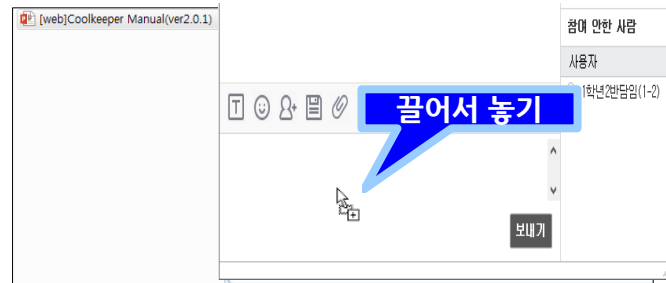 [web]Coolkeeper Manual(ver2.0.1)
참여 안한 사람
사용자
1학년2반담임(1-2)
T
끌어서 놓기
보내기